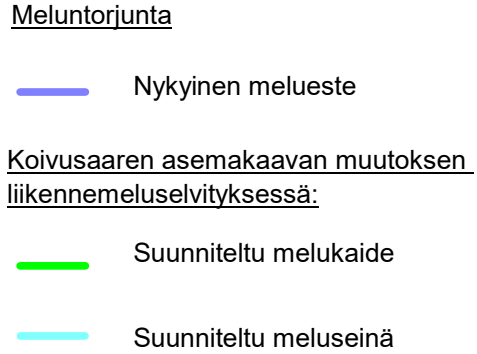 Meluntorjunta
Nykyinen melueste
Koivusaaren asemakaavan muutoksen
liikennemeluselvityksessä:
Suunniteltu melukaide
Suunniteltu meluseinä